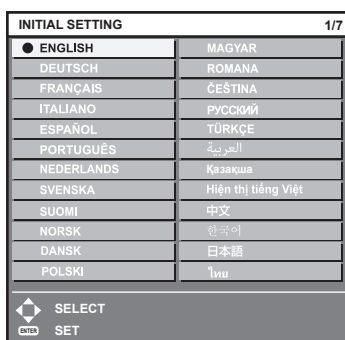 INITIAL SETTING 1/7
ENGLISH
DEUTSCH
FRANÇAIS
ITALIANO
ESPAÑOL
PORTUGUÊS
NEDERLANDS
SVENSKA
SUOMI
NORSK
DANSK
POLSKI
MAGYAR
ROMANA
ČEŠTINA
РУССКИЙ
TÜRKÇE
العربية
Қазақша
Hiện thị tiếng Việt
中文
한국어
日本語
ไทย
SELECT
ENTER SET